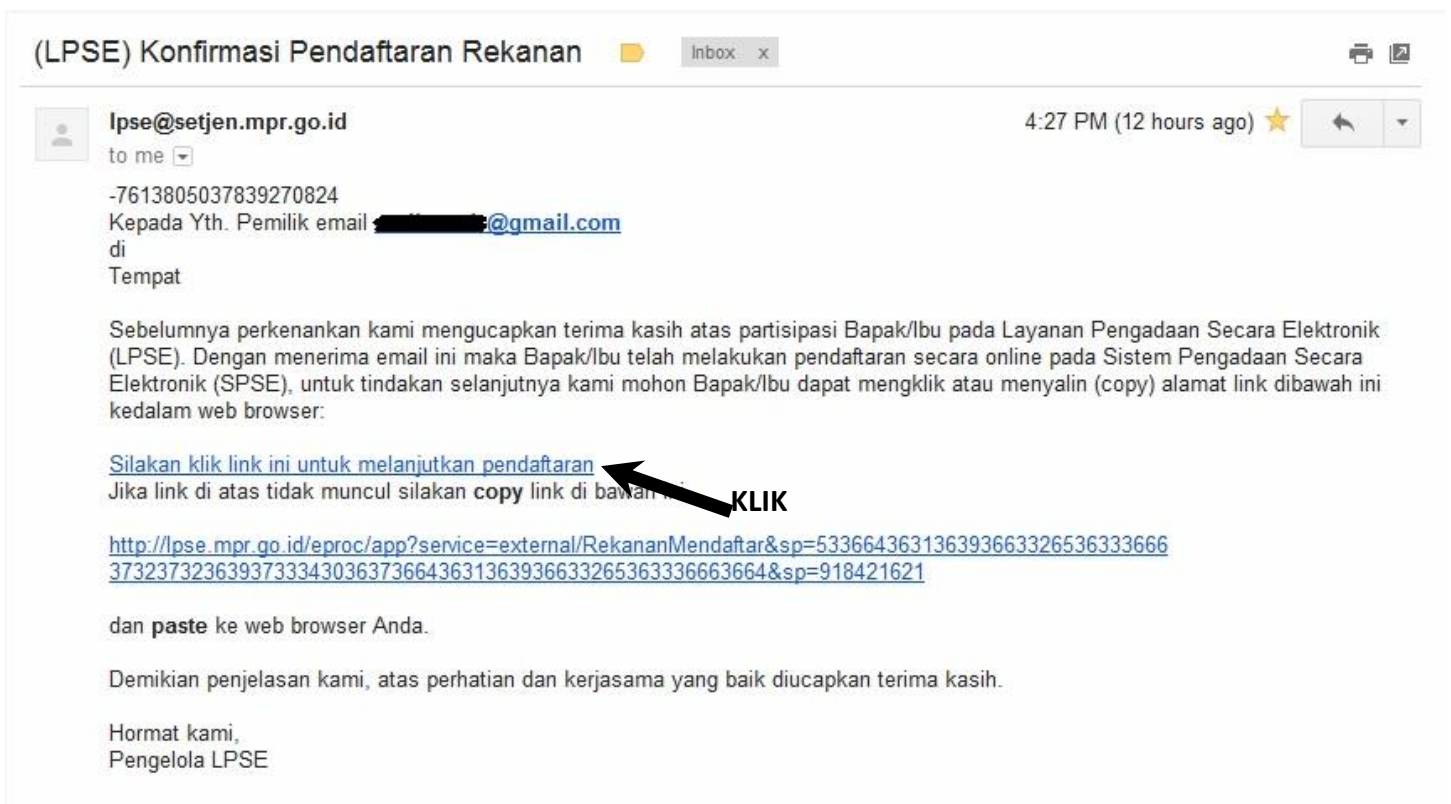 (LPSE) Konfirmasi Pendaftaran Rekanan Inbox x
lpse@setjen.mpr.go.id 4:27 PM (12 hours ago)
to me
-7613805037839270824
Kepada Yth. Pemilik email @gmail.com
di
Tempat
Sebelumnya perkenankan kami mengucapkan terima kasih atas partisipasi Bapak/Ibu pada Layanan Pengadaan Secara Elektronik
(LPSE). Dengan menerima email ini maka Bapak/Ibu telah melakukan pendaftaran secara online pada Sistem Pengadaan Secara
Elektronik (SPSE), untuk tindakan selanjutnya kami mohon Bapak/Ibu dapat mengklik atau menyalin (copy) alamat link dibawah ini
kedalam web browser:
Silakan klik link ini untuk melanjutkan pendaftaran
Jika link di atas tidak muncul silakan copy link di bawah
KLIK
http://lpse.mpr.go.id/eproc/app?service=external/RekananMendaftar&sp=533664363136393663326536333666
37323732363937333430363736643631363936633265363336663664&sp=918421621
dan paste ke web browser Anda.
Demikian penjelasan kami, atas perhatian dan kerjasama yang baik diucapkan terima kasih.
Hormat kami,
Pengelola LPSE